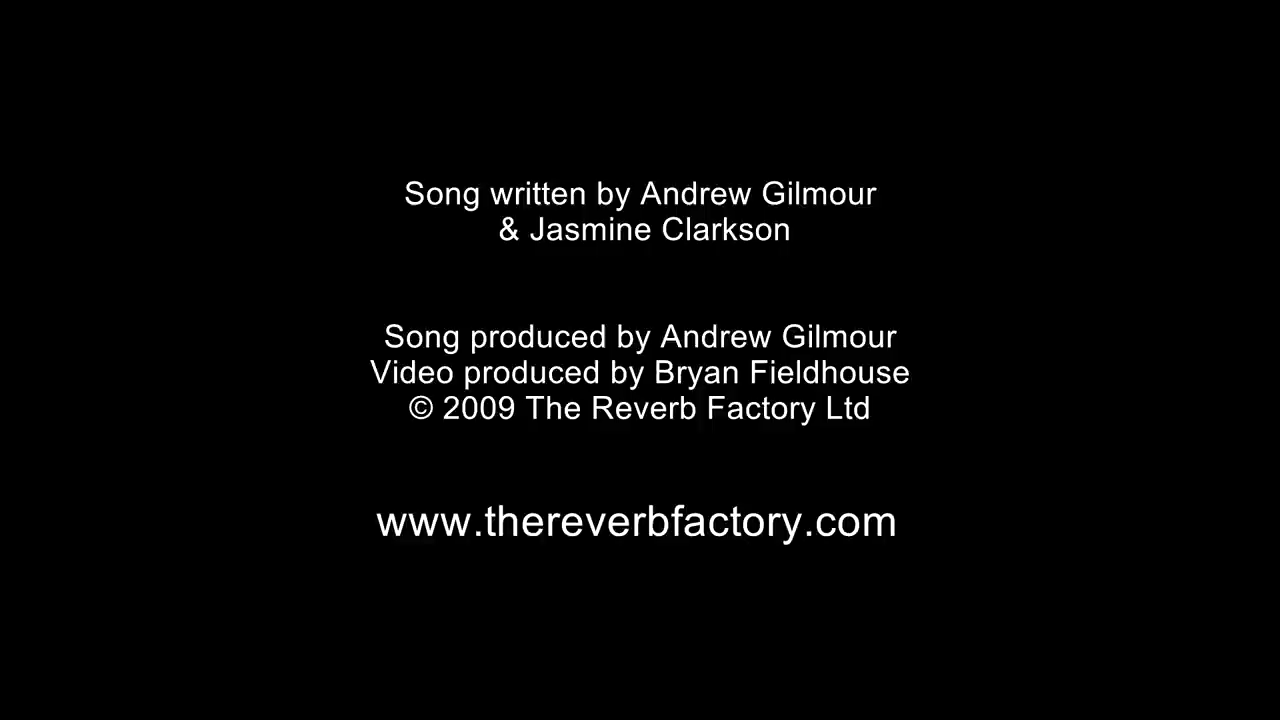 Song written by Andrew Gilmour
& Jasmine Clarkson
Song produced by Andrew Gilmour
Video produced by Bryan Fieldhouse
© 2009 The Reverb Factory Ltd
www.thereverbfactory.com